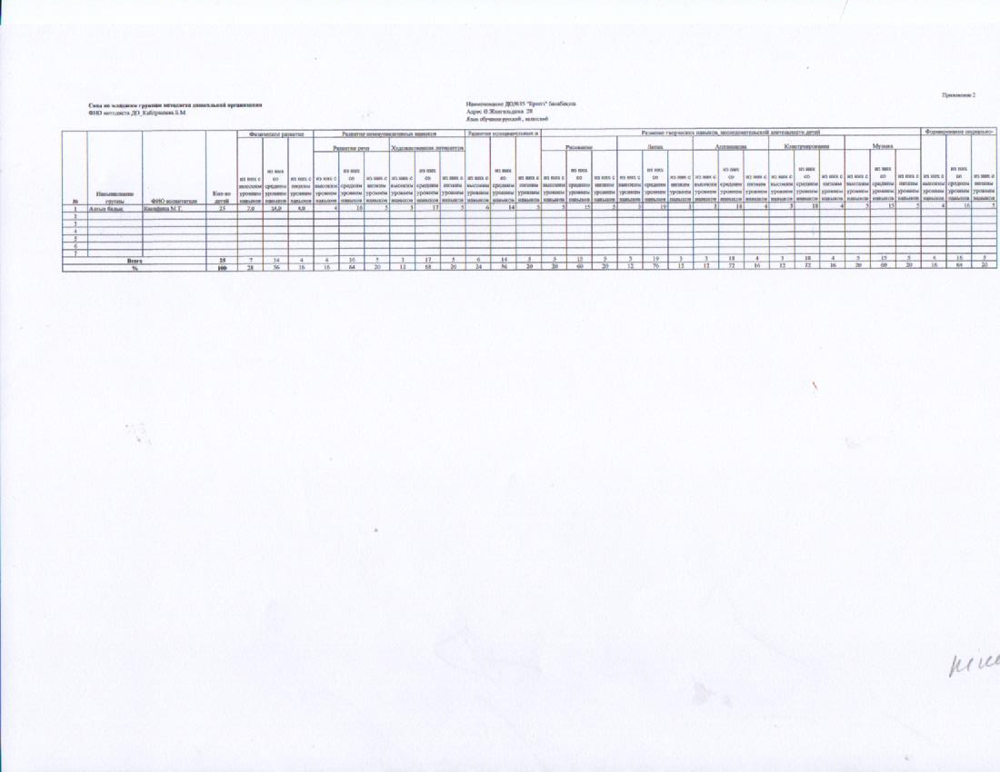 Приложение 2
Свод по младшим группам методиста дошкольной организации
ФИО методиста ДО_ Б.М.
Наименование ДО№15 "Ертегі" балабақша
Адрес 28
Язык обучения русский , казахский
Физическое развитие Развитие коммуникативных навыков Развитие познавательных и Развитие творческих навыков, исследовательской деятельности детей Формирование социально-
Развитие речи Художественная литература Рисование Лепка Аппликация Конструирование Музыка
№ Наименование группы ФИО воспитателя Кол-во детей из них с высоким уровнем навыков из них со средним уровнем навыков из них с низким уровнем навыков из них с высоким уровнем навыков из них со средним уровнем навыков из них с низким уровнем навыков из них с высоким уровнем навыков из них со средним уровнем навыков из них с низким уровнем навыков из них с высоким уровнем навыков из них со средним уровнем навыков из них с низким уровнем навыков из них с высоким уровнем навыков из них со средним уровнем навыков из них с низким уровнем навыков из них с высоким уровнем навыков из них со средним уровнем навыков из них с низким уровнем навыков из них с высоким уровнем навыков из них со средним уровнем навыков из них с низким уровнем навыков из них с высоким уровнем навыков из них со средним уровнем навыков из них с низким уровнем навыков из них с высоким уровнем навыков из них со средним уровнем навыков из них с низким уровнем навыков из них с высоким уровнем навыков из них со средним уровнем навыков из них с низким уровнем навыков
1 Алтын балық М.Т. 25 7,0 14,0 4,0 4 16 5 3 17 5 6 14 5 5 15 5 3 19 3 3 18 4 3 18 4 5 15 5 4 16 5
2
3
4
5
6
7
Всего 25 7 14 4 4 16 5 3 17 5 6 14 5 5 15 5 3 19 3 3 18 4 3 18 4 5 15 5 4 16 5
% 100 28 56 16 16 64 20 12 68 20 24 56 20 20 60 20 12 76 12 12 72 16 12 72 16 20 60 20 16 64 20